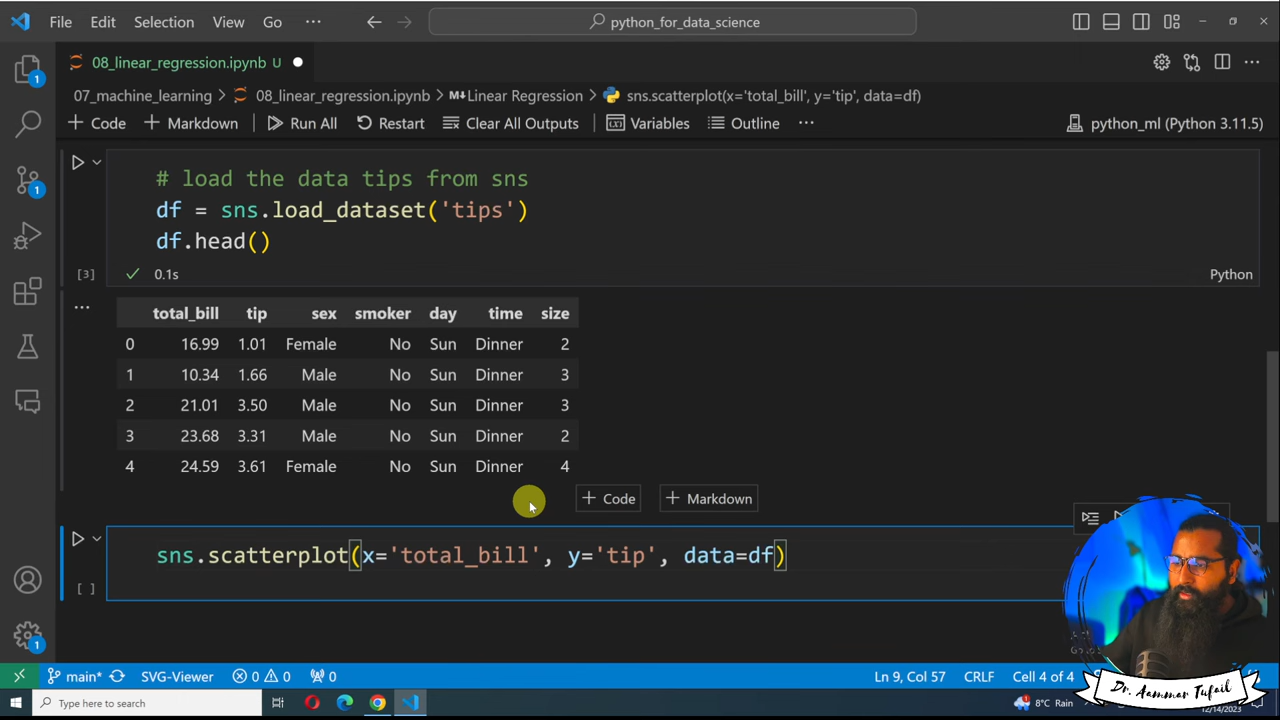 File Edit Selection View Go ··· python_for_data_science
08_linear_regression.ipynb U
07_machine_learning > 08_linear_regression.ipynb > M↓Linear Regression > sns.scatterplot(x='total_bill', y='tip', data=df)
+ Code + Markdown Run All Restart Clear All Outputs Variables Outline ··· python_ml (Python 3.11.5)
# load the data tips from sns
df = sns.load_dataset('tips')
df.head()
[3] 0.1s Python
total_bill tip sex smoker day time size
0 16.99 1.01 Female No Sun Dinner 2
1 10.34 1.66 Male No Sun Dinner 3
2 21.01 3.50 Male No Sun Dinner 3
3 23.68 3.31 Male No Sun Dinner 2
4 24.59 3.61 Female No Sun Dinner 4
+ Code + Markdown
sns.scatterplot(x='total_bill', y='tip', data=df)
[ ]
1
1
1
main* SVG-Viewer 0 0 0 Ln 9, Col 57 CRLF Cell 4 of 4
Type here to search 8°C Rain 12/14/2023
Dr. Aammar Tufail